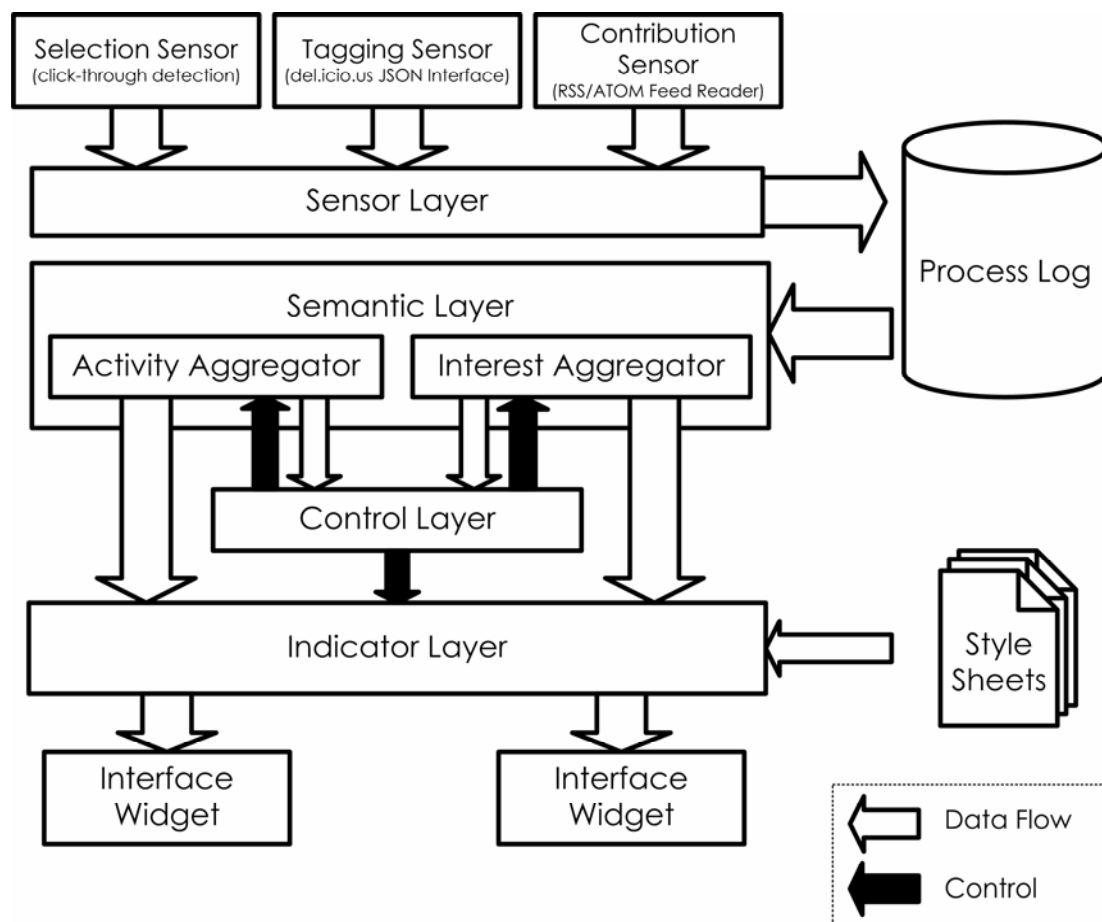 Selection Sensor
(click-through detection)
Tagging Sensor
(del.icio.us JSON Interface)
Contribution
Sensor
(RSS/ATOM Feed Reader)
Sensor Layer
Process Log
Semantic Layer
Activity Aggregator
Interest Aggregator
Control Layer
Indicator Layer
Style
Sheets
Interface
Widget
Interface
Widget
Data Flow
Control